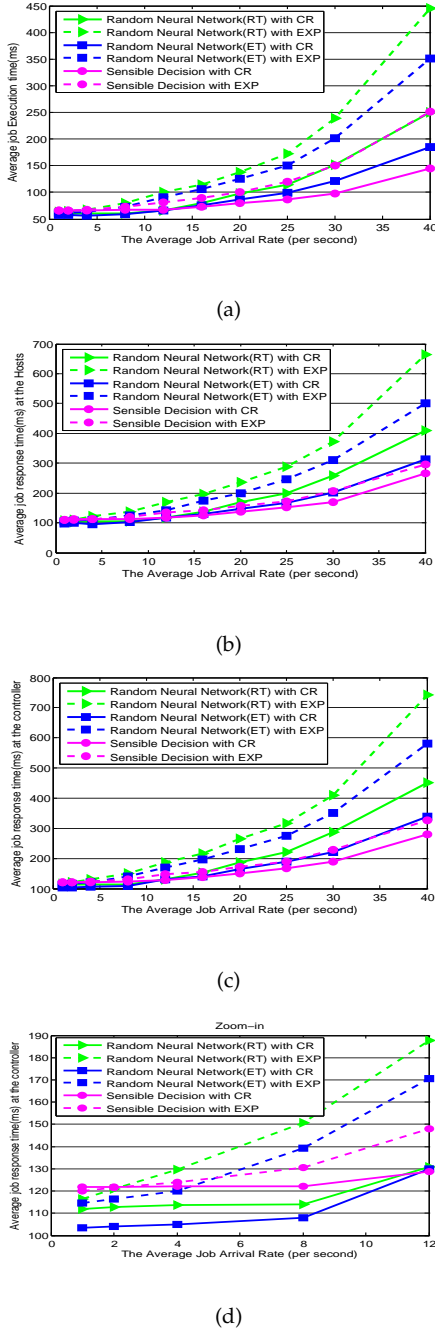 450
400
350
300
250
200
150
100
50
Average job Execution time(ms)
Random Neural Network(RT) with CR
Random Neural Network(RT) with EXP
Random Neural Network(ET) with CR
Random Neural Network(ET) with EXP
Sensible Decision with CR
Sensible Decision with EXP
0 5 10 15 20 25 30 35 40
The Average Job Arrival Rate (per second)
(a)
700
600
500
400
300
200
100
0
Average job response time(ms) at the Hosts
Random Neural Network(RT) with CR
Random Neural Network(RT) with EXP
Random Neural Network(ET) with CR
Random Neural Network(ET) with EXP
Sensible Decision with CR
Sensible Decision with EXP
0 5 10 15 20 25 30 35 40
The Average Job Arrival Rate (per second)
(b)
800
700
600
500
400
300
200
100
Average job response time(ms) at the controller
Random Neural Network(RT) with CR
Random Neural Network(RT) with EXP
Random Neural Network(ET) with CR
Random Neural Network(ET) with EXP
Sensible Decision with CR
Sensible Decision with EXP
0 5 10 15 20 25 30 35 40
The Average Job Arrival Rate (per second)
(c)
Zoom−in
190
180
170
160
150
140
130
120
110
100
Average job response time(ms) at the controller
Random Neural Network(RT) with CR
Random Neural Network(RT) with EXP
Random Neural Network(ET) with CR
Random Neural Network(ET) with EXP
Sensible Decision with CR
Sensible Decision with EXP
0 2 4 6 8 10 12
The Average Job Arrival Rate (per second)
(d)